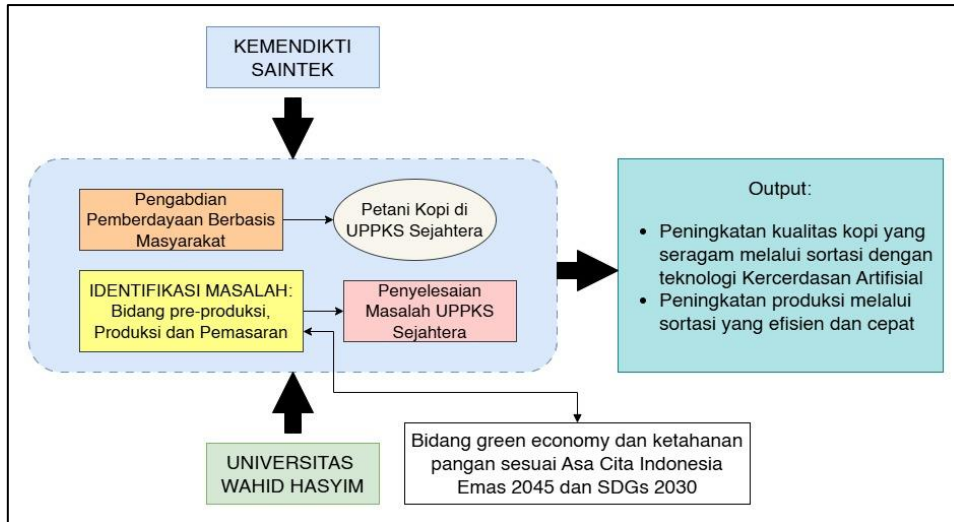 KEMENDIKTI
SAINTEK
Pengabdian
Pemberdayaan Berbasis
Masyarakat
Petani Kopi di
UPPKS Sejahtera
IDENTIFIKASI MASALAH:
Bidang pre-produksi,
Produksi dan Pemasaran
Penyelesaian
Masalah UPPKS
Sejahtera
Output:
• Peningkatan kualitas kopi yang
seragam melalui sortasi dengan
teknologi Kercerdasan Artifisial
• Peningkatan produksi melalui
sortasi yang efisien dan cepat
UNIVERSITAS
WAHID HASYIM
Bidang green economy dan ketahanan
pangan sesuai Asa Cita Indonesia
Emas 2045 dan SDGs 2030